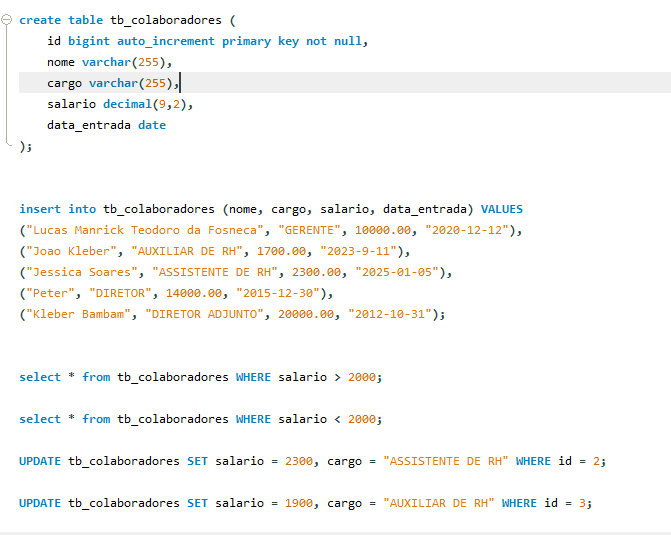 create table tb_colaboradores (
id bigint auto_increment primary key not null,
nome varchar(255),
cargo varchar(255),
salario decimal(9,2),
data_entrada date
);
insert into tb_colaboradores (nome, cargo, salario, data_entrada) VALUES
("Lucas Manrick Teodoro da Fosneca", "GERENTE", 10000.00, "2020-12-12"),
("Joao Kleber", "AUXILIAR DE RH", 1700.00, "2023-9-11"),
("Jessica Soares", "ASSISTENTE DE RH", 2300.00, "2025-01-05"),
("Peter", "DIRETOR", 14000.00, "2015-12-30"),
("Kleber Bambam", "DIRETOR ADJUNTO", 20000.00, "2012-10-31");
select * from tb_colaboradores WHERE salario > 2000;
select * from tb_colaboradores WHERE salario < 2000;
UPDATE tb_colaboradores SET salario = 2300, cargo = "ASSISTENTE DE RH" WHERE id = 2;
UPDATE tb_colaboradores SET salario = 1900, cargo = "AUXILIAR DE RH" WHERE id = 3;